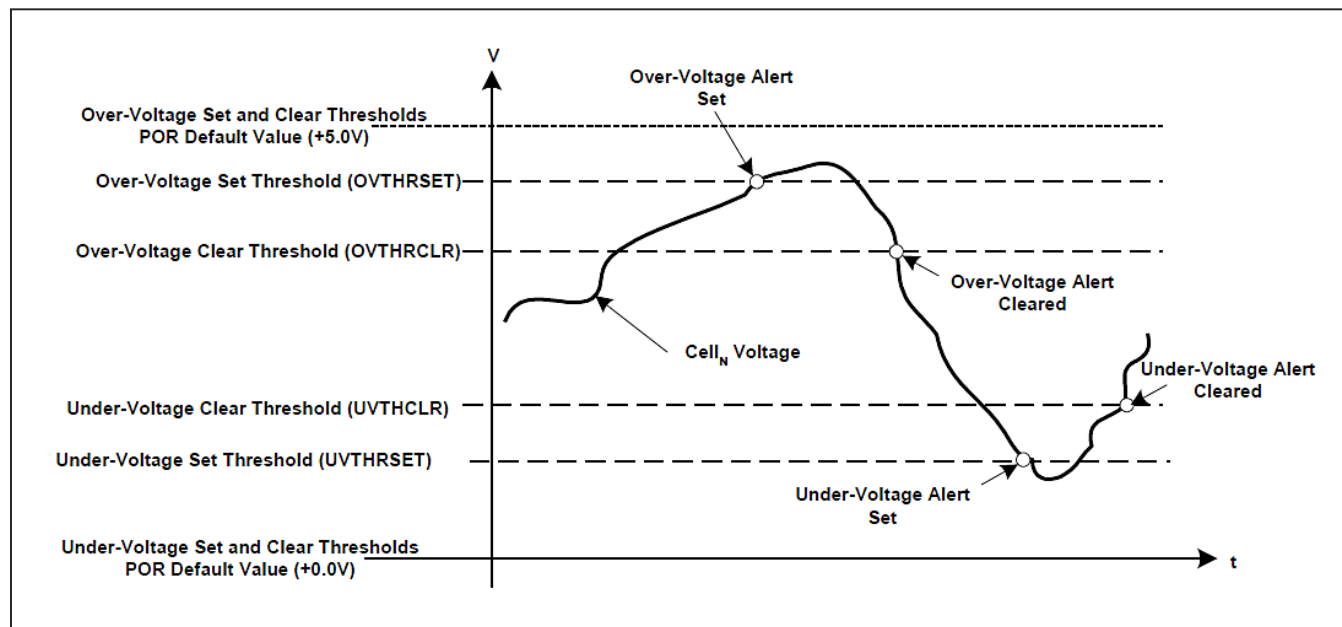 V
Over-Voltage Alert
Set
Over-Voltage Set and Clear Thresholds
POR Default Value (+5.0V)
Over-Voltage Set Threshold (OVTHRSET)
Over-Voltage Clear Threshold (OVTHRCLR)
Over-Voltage Alert
Cleared
CellN Voltage
Under-Voltage Alert
Cleared
Under-Voltage Clear Threshold (UVTHCLR)
Under-Voltage Set Threshold (UVTHRSET)
Under-Voltage Alert
Set
Under-Voltage Set and Clear Thresholds
POR Default Value (+0.0V)
t